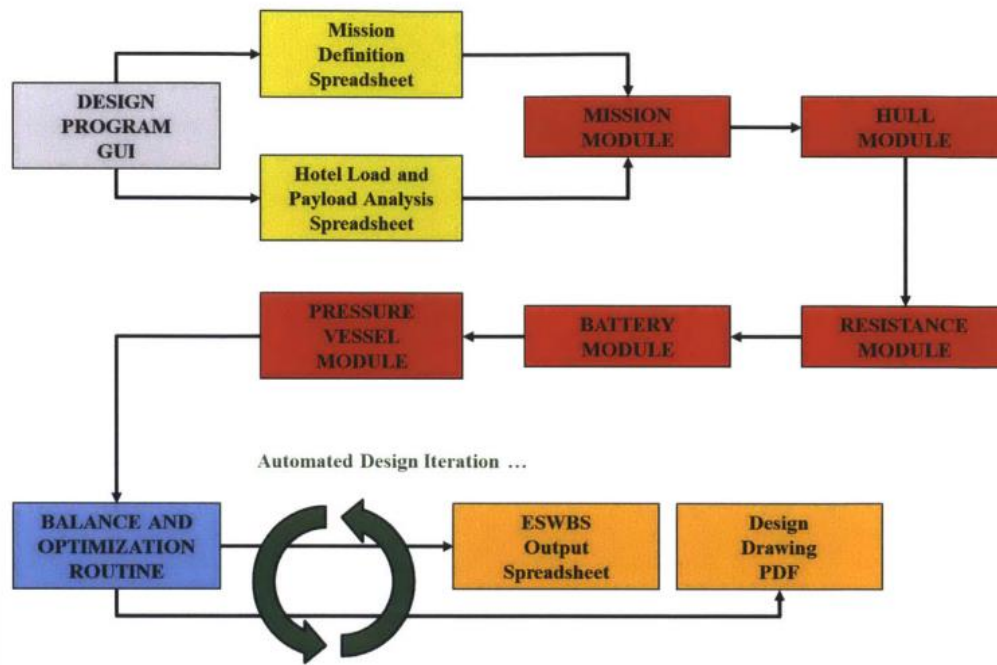 DESIGN
PROGRAM
GUI
Mission
Definition
Spreadsheet
Hotel Load and
Payload Analysis
Spreadsheet
MISSION
MODULE
HULL
MODULE
PRESSURE
VESSEL
MODULE
BATTERY
MODULE
RESISTANCE
MODULE
Automated Design Iteration ...
BALANCE AND
OPTIMIZATION
ROUTINE
ESWBS
Output
Spreadsheet
Design
Drawing
PDF